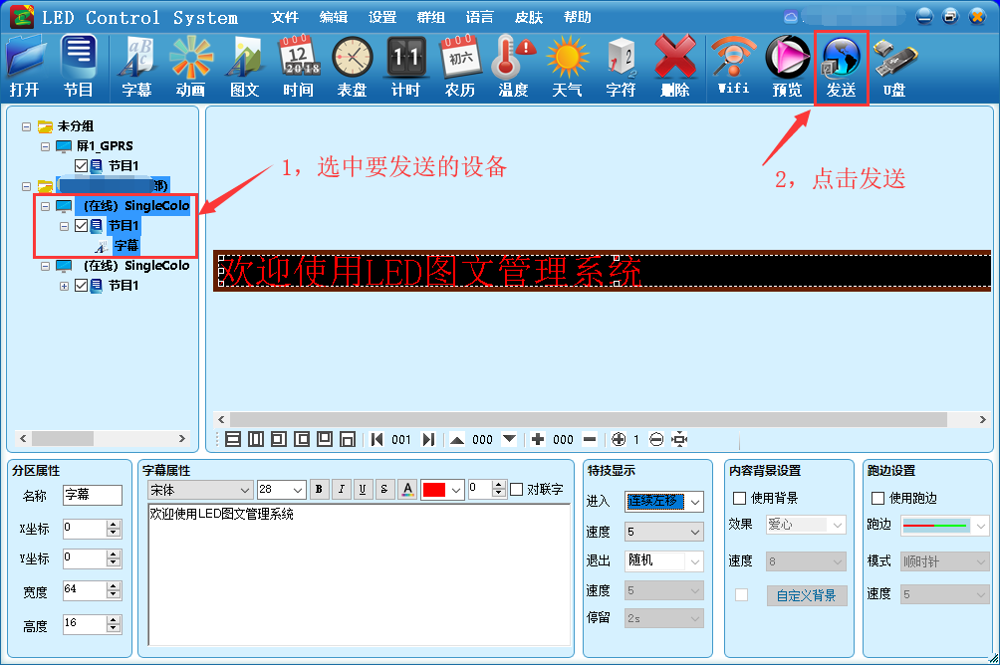 LED Control System 文件 编辑 设置 群组 语言 皮肤 帮助
打开 节目 字幕 动画 图文 时间 表盘 计时 农历 温度 天气 字符 删除 Wifi 预览 发送 U盘
未分组
屏1_GPRS
节目1
部)
(在线) SingleColo
节目1
字幕
(在线) SingleColo
节目1
1，选中要发送的设备
2，点击发送
欢迎使用LED图文管理系统
001 000 000 1
分区属性
名称 字幕
X坐标 0
Y坐标 0
宽度 64
高度 16
字幕属性
宋体 28 B I U S A 0 对联字
欢迎使用LED图文管理系统
特技显示
进入 连续左移
速度 5
退出 随机
速度 5
停留 2s
内容背景设置
使用背景
效果 爱心
速度 8
自定义背景
跑边设置
使用跑边
跑边
模式 顺时针
速度 5